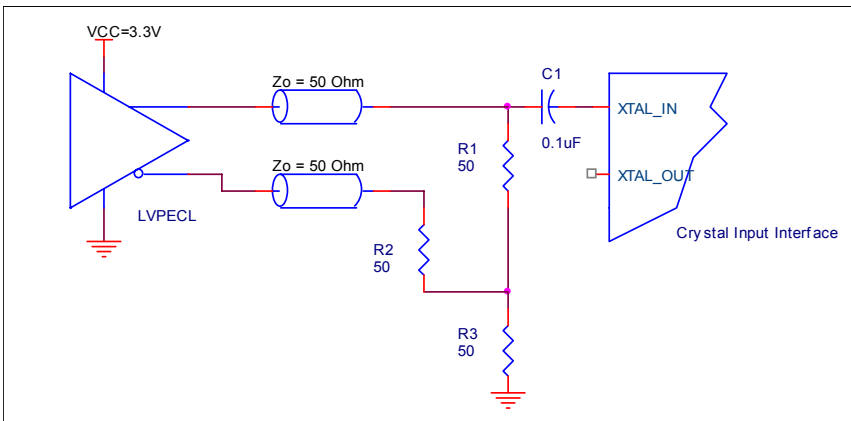 VCC=3.3V
Zo = 50 Ohm
C1
XTAL_IN
0.1uF
R1
50
Zo = 50 Ohm
XTAL_OUT
LVPECL
Crystal Input Interface
R2
50
R3
50